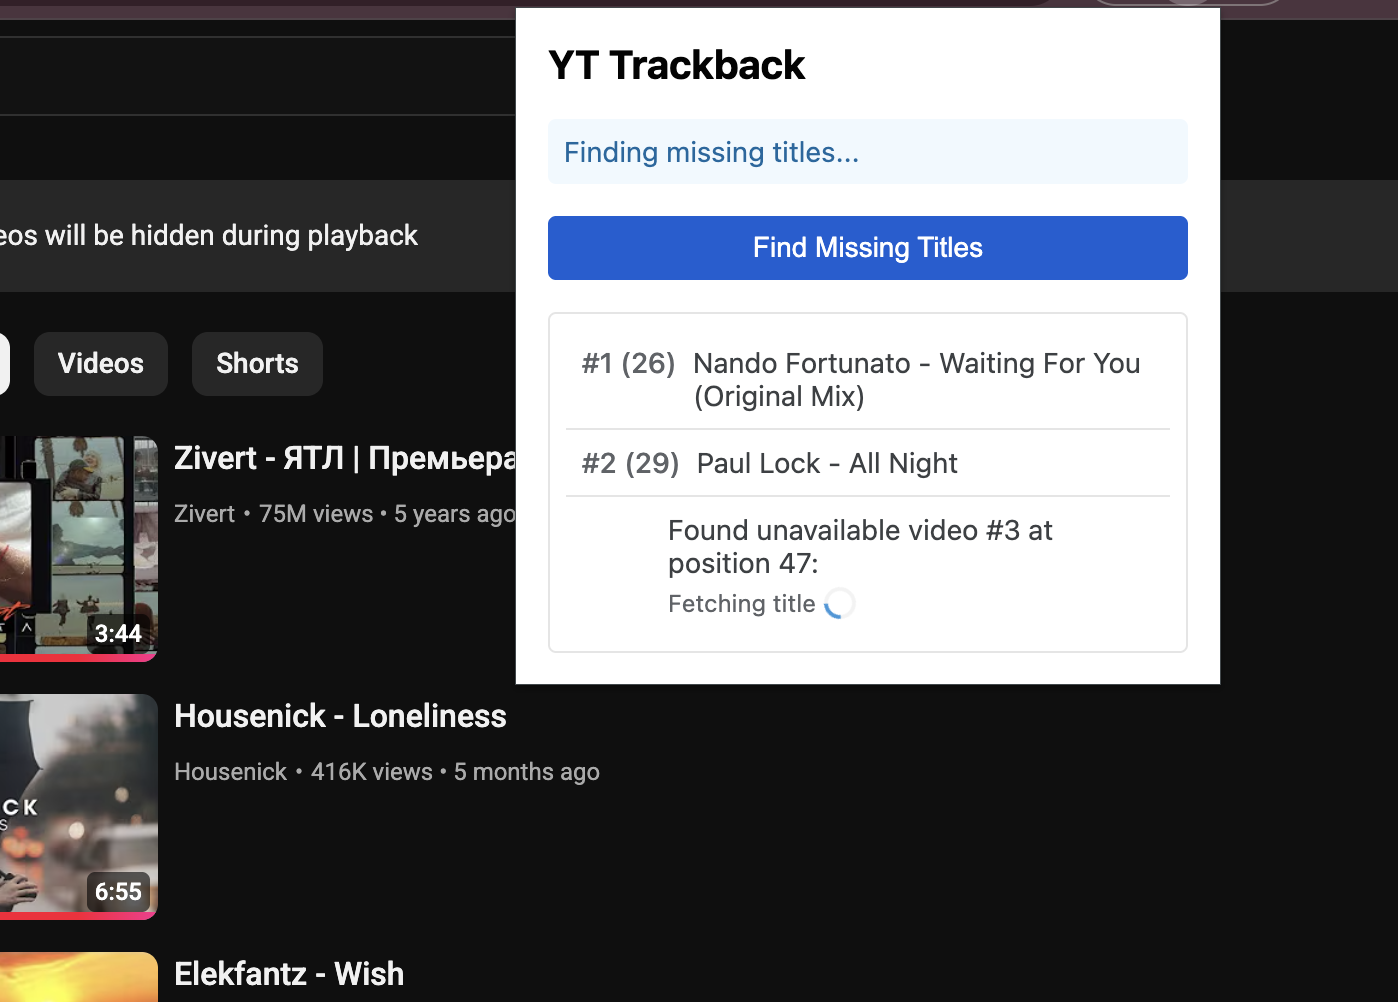 YT Trackback
Finding missing titles...
Find Missing Titles
#1 (26) Nando Fortunato - Waiting For You
(Original Mix)
#2 (29) Paul Lock - All Night
Found unavailable video #3 at
position 47:
Fetching title
eos will be hidden during playback
Videos
Shorts
Zivert - ЯТЛ | Премьера
Zivert • 75M views • 5 years ago
3:44
Housenick - Loneliness
Housenick • 416K views • 5 months ago
CK
S
6:55
Elekfantz - Wish